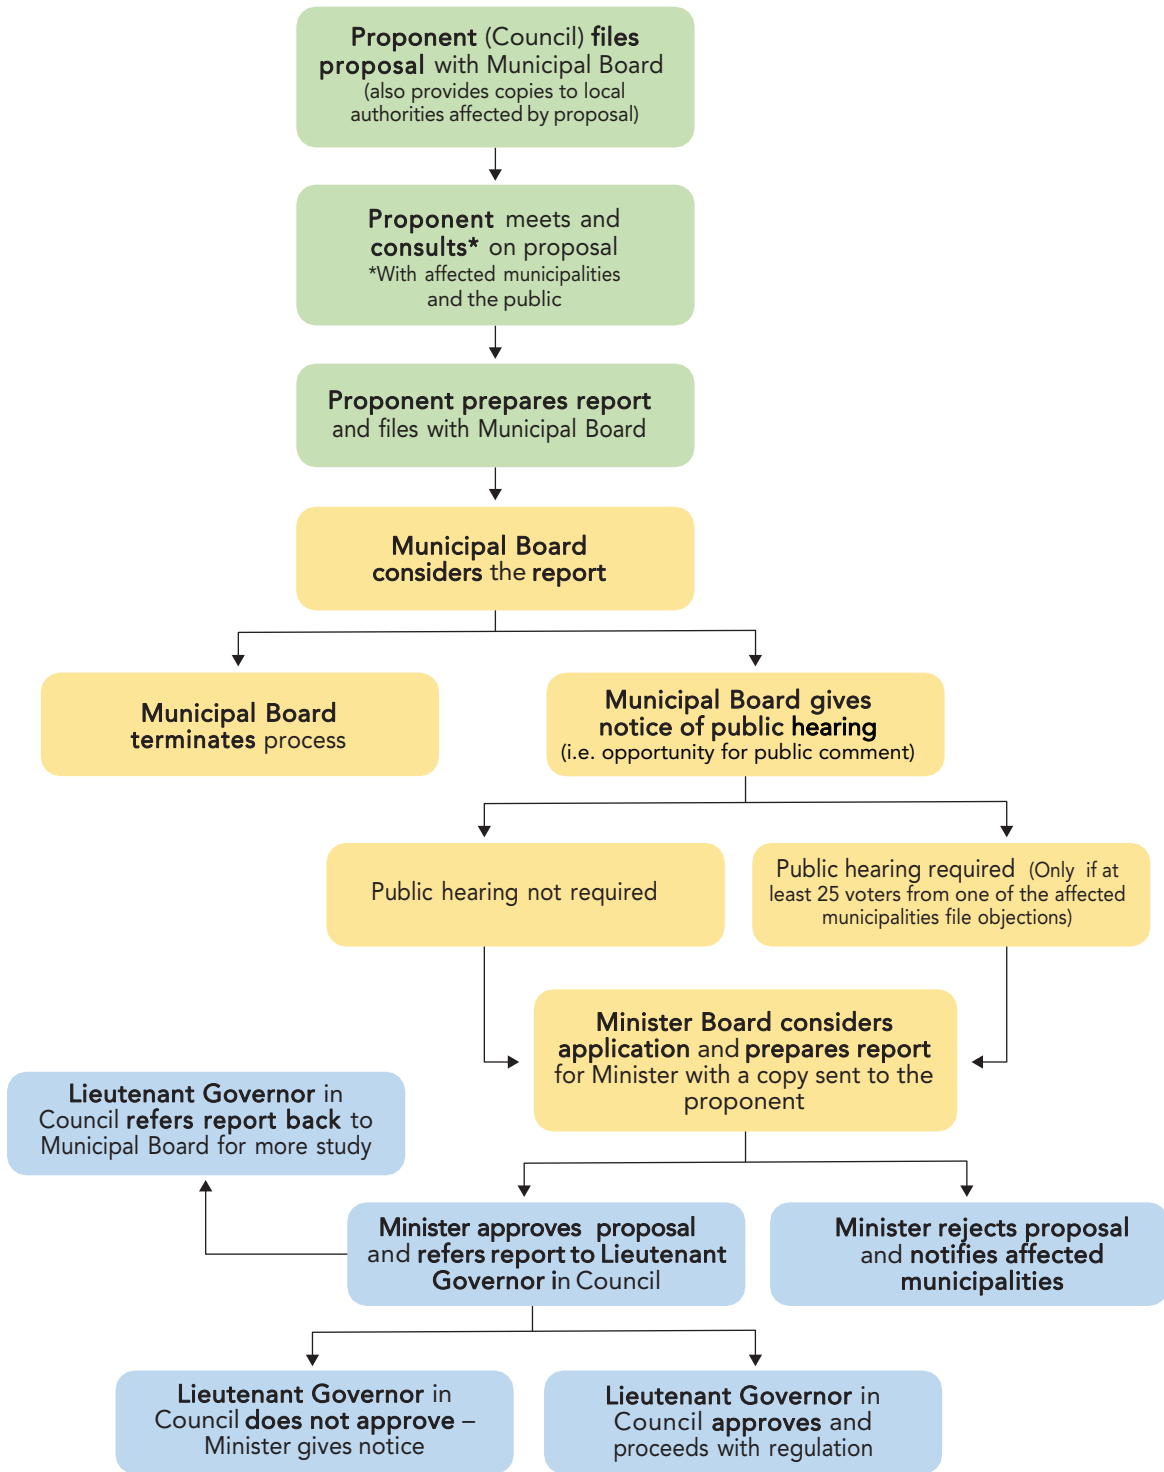 Proponent (Council) files
proposal with Municipal Board
(also provides copies to local
authorities affected by proposal)
Proponent meets and
consults* on proposal
*With affected municipalities
and the public
Proponent prepares report
and files with Municipal Board
Municipal Board
considers the report
Municipal Board
terminates process
Municipal Board gives
notice of public hearing
(i.e. opportunity for public comment)
Public hearing not required
Public hearing required (Only if at
least 25 voters from one of the affected
municipalities file objections)
Minister Board considers
application and prepares report
for Minister with a copy sent to the
proponent
Lieutenant Governor in
Council refers report back to
Municipal Board for more study
Minister approves proposal
and refers report to Lieutenant
Governor in Council
Minister rejects proposal
and notifies affected
municipalities
Lieutenant Governor in
Council does not approve –
Minister gives notice
Lieutenant Governor in
Council approves and
proceeds with regulation